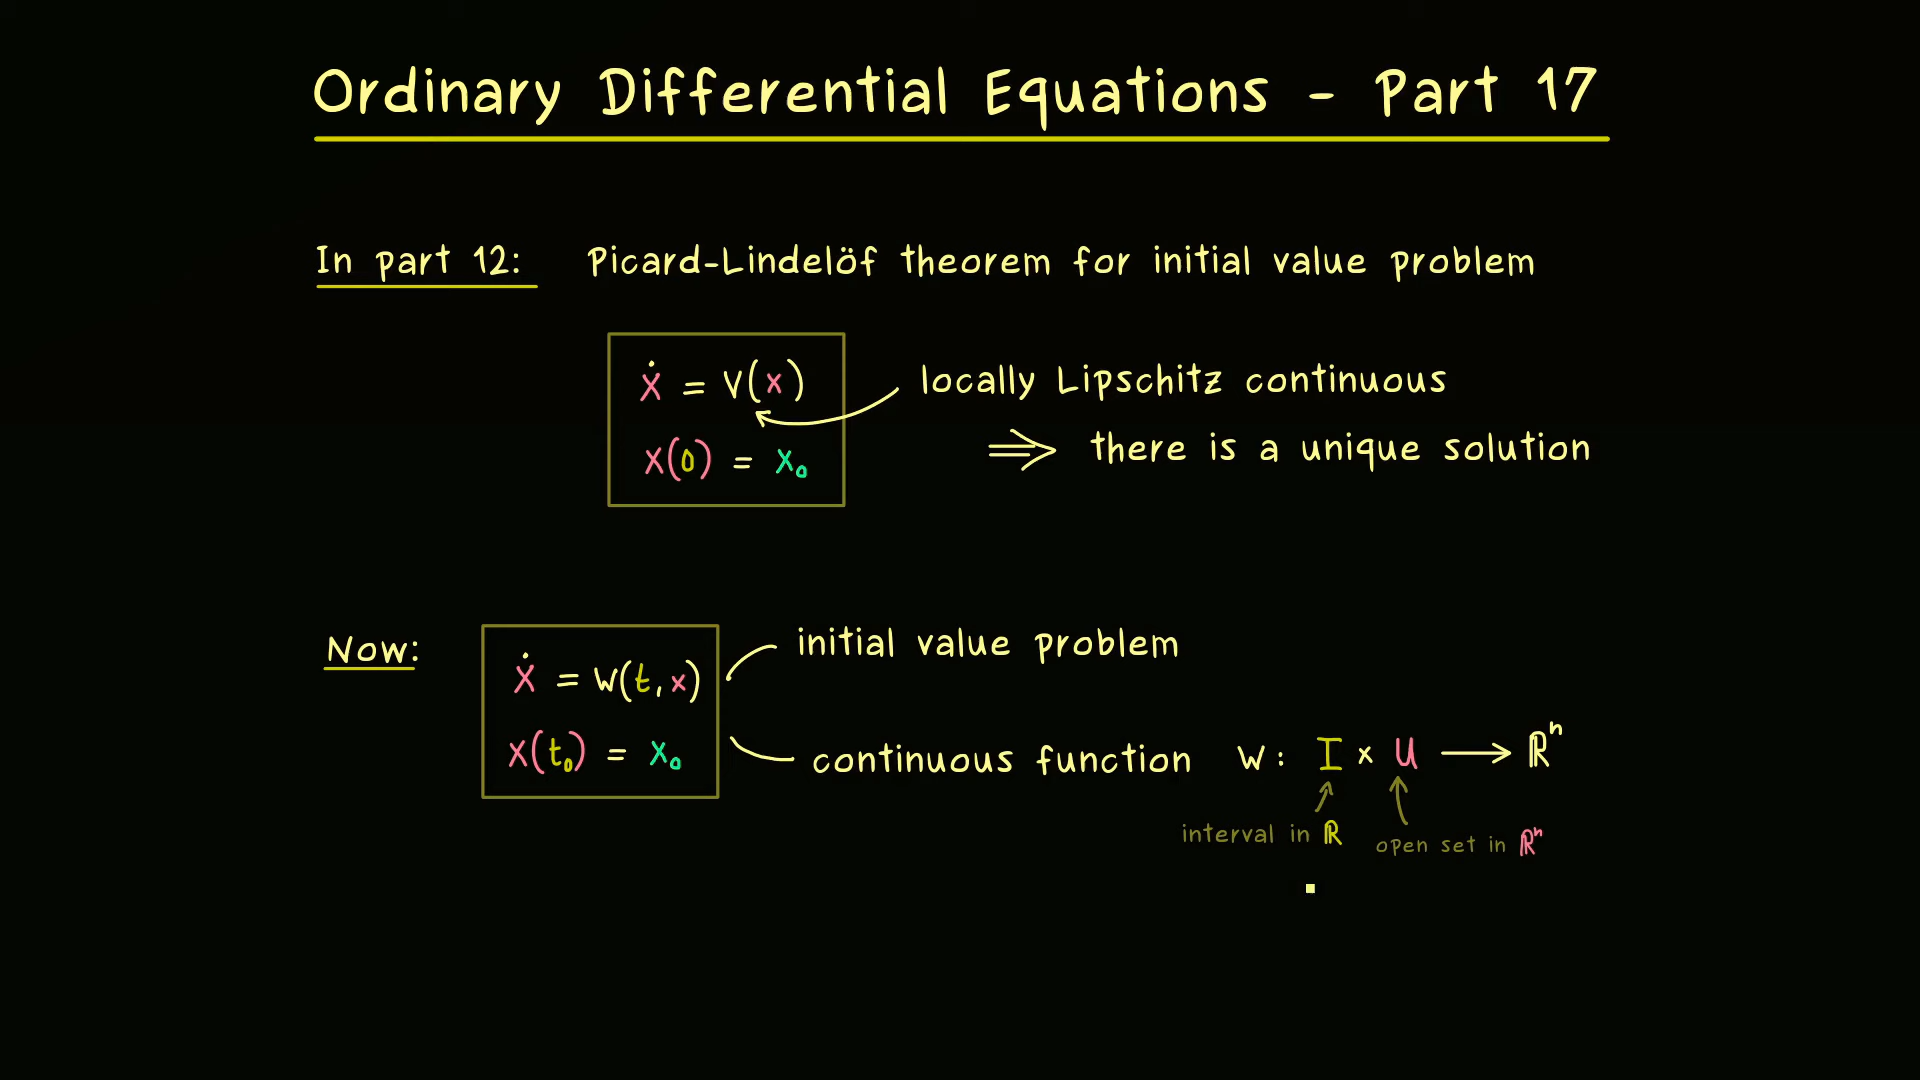 Ordinary Differential Equations - Part 17
In part 12: Picard-Lindelöf theorem for initial value problem
ẋ = v(x)
locally Lipschitz continuous
x(0) = x₀
⇒ there is a unique solution
Now:
initial value problem
ẋ = w(t, x)
x(t₀) = x₀
continuous function w: I × U ⟶ ℝⁿ
interval in ℝ
open set in ℝⁿ